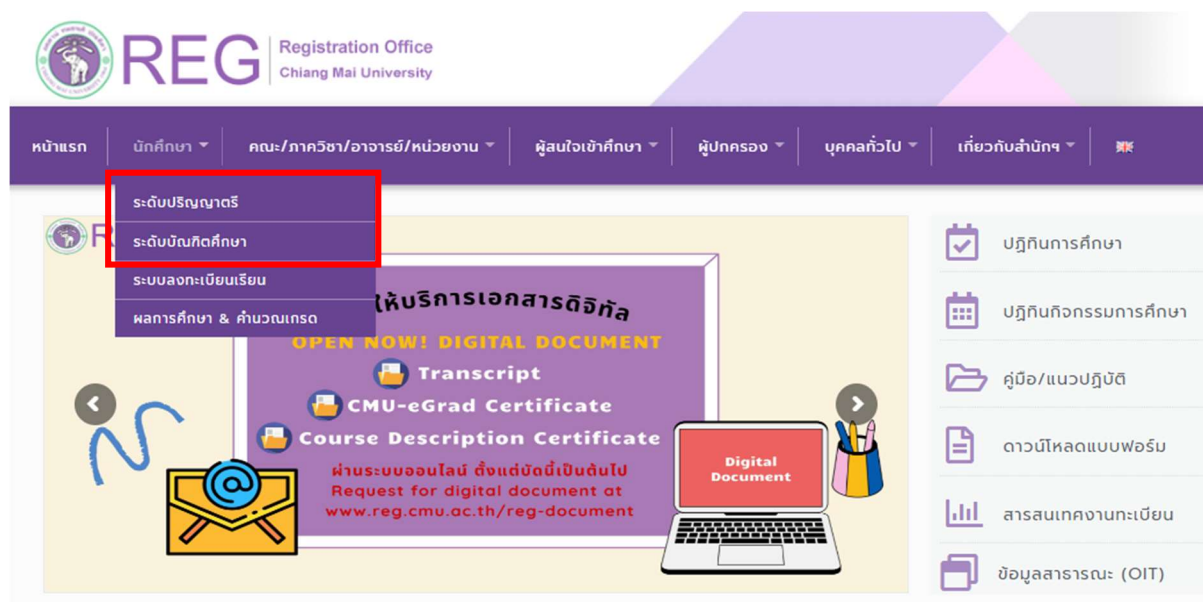 REG Registration Office
Chiang Mai University
หน้าแรก นักศึกษา คณะ/ภาควิชา/อาจารย์/หน่วยงาน ผู้สนใจเข้าศึกษา ผู้ปกครอง บุคคลทั่วไป เกี่ยวกับสำนักฯ
ระดับปริญญาตรี
ระดับบัณฑิตศึกษา
ระบบลงทะเบียนเรียน
ผลการศึกษา & คำนวณเกรด
R
ให้บริการเอกสารดิจิทัล
OPEN NOW! DIGITAL DOCUMENT
Transcript
CMU-eGrad Certificate
Course Description Certificate
ผ่านระบบออนไลน์ ตั้งแต่บัดนี้เป็นต้นไป
Request for digital document at
www.reg.cmu.ac.th/reg-document
Digital
Document
ปฏิทินการศึกษา
ปฏิทินกิจกรรมการศึกษา
คู่มือ/แนวปฏิบัติ
ดาวน์โหลดแบบฟอร์ม
สารสนเทศงานทะเบียน
ข้อมูลสาธารณะ (OIT)